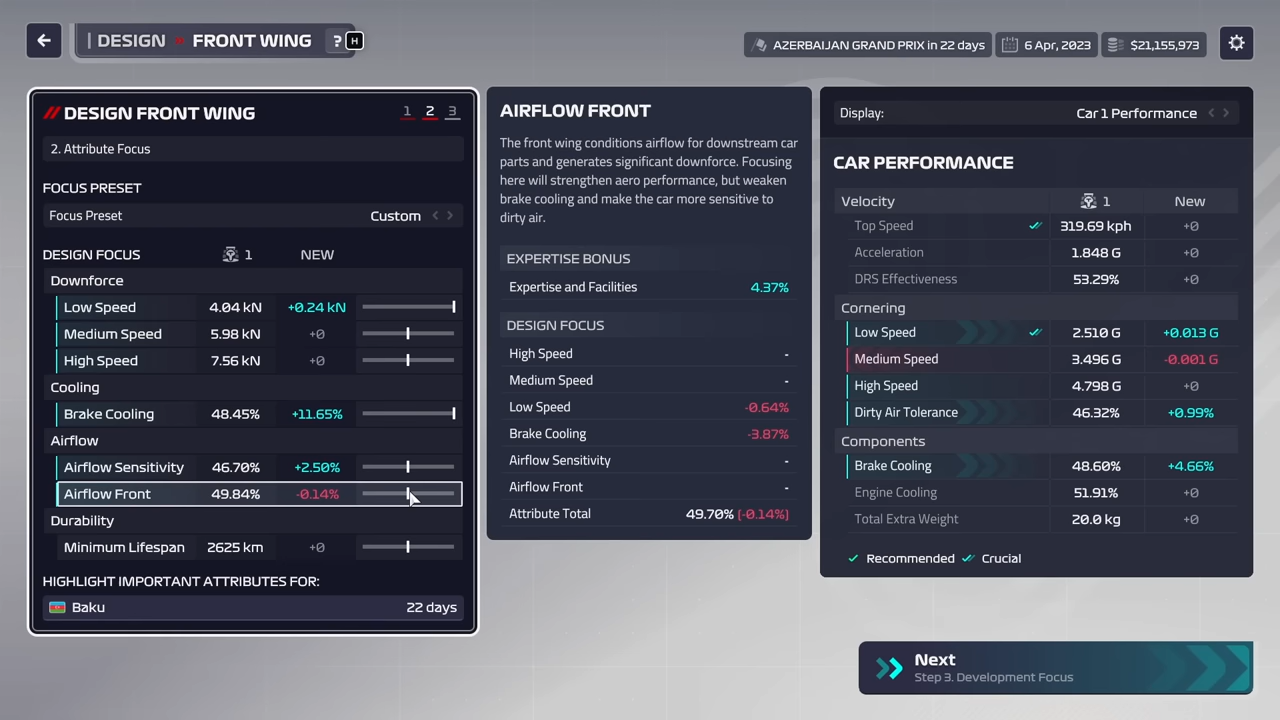 DESIGN » FRONT WING ? H
AZERBAIJAN GRAND PRIX in 22 days
6 Apr, 2023
$21,155,973
DESIGN FRONT WING
1 2 3
2. Attribute Focus
FOCUS PRESET
Focus Preset Custom
DESIGN FOCUS 1 NEW
Downforce
Low Speed 4.04 kN +0.24 kN
Medium Speed 5.98 kN +0
High Speed 7.56 kN +0
Cooling
Brake Cooling 48.45% +11.65%
Airflow
Airflow Sensitivity 46.70% +2.50%
Airflow Front 49.84% -0.14%
Durability
Minimum Lifespan 2625 km +0
HIGHLIGHT IMPORTANT ATTRIBUTES FOR:
Baku 22 days
AIRFLOW FRONT
The front wing conditions airflow for downstream car
parts and generates significant downforce. Focusing
here will strengthen aero performance, but weaken
brake cooling and make the car more sensitive to
dirty air.
EXPERTISE BONUS
Expertise and Facilities 4.37%
DESIGN FOCUS
High Speed -
Medium Speed -
Low Speed -0.64%
Brake Cooling -3.87%
Airflow Sensitivity -
Airflow Front -
Attribute Total 49.70% (-0.14%)
Display: Car 1 Performance
CAR PERFORMANCE
Velocity 1 New
Top Speed 319.69 kph +0
Acceleration 1.848 G +0
DRS Effectiveness 53.29% +0
Cornering
Low Speed 2.510 G +0.013 G
Medium Speed 3.496 G -0.001 G
High Speed 4.798 G +0
Dirty Air Tolerance 46.32% +0.99%
Components
Brake Cooling 48.60% +4.66%
Engine Cooling 51.91% +0
Total Extra Weight 20.0 kg +0
Recommended Crucial
Next
Step 3. Development Focus